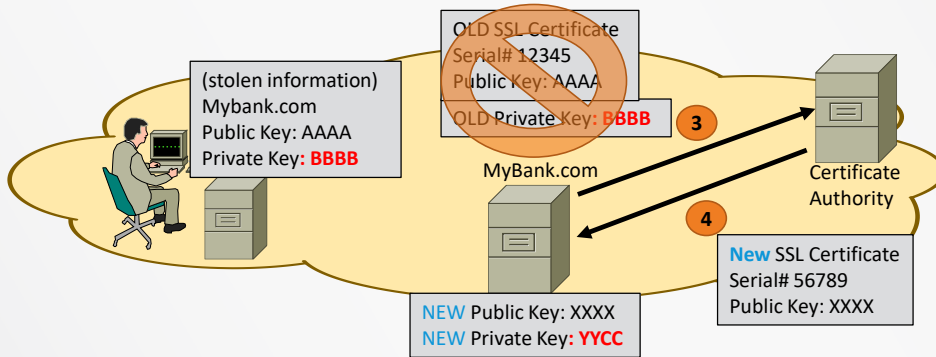 OLD SSL Certificate
Serial# 12345
Public Key: AAAA
OLD Private Key: BBBB
(stolen information)
Mybank.com
Public Key: AAAA
Private Key: BBBB
3
MyBank.com
Certificate
Authority
4
New SSL Certificate
Serial# 56789
Public Key: XXXX
NEW Public Key: XXXX
NEW Private Key: YYCC